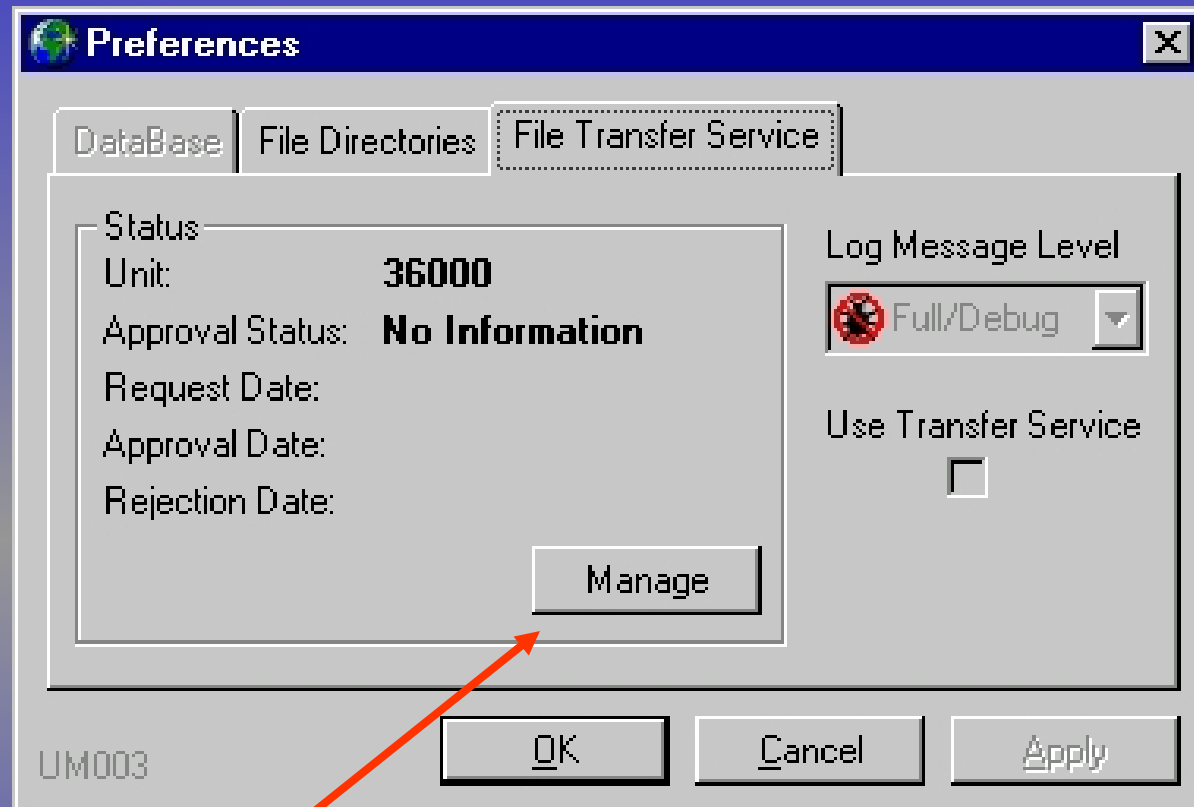 Preferences
DataBase File Directories File Transfer Service
Status
Unit: 36000
Approval Status: No Information
Request Date:
Approval Date:
Rejection Date:
Manage
Log Message Level
Full/Debug
Use Transfer Service
UM003
OK Cancel Apply